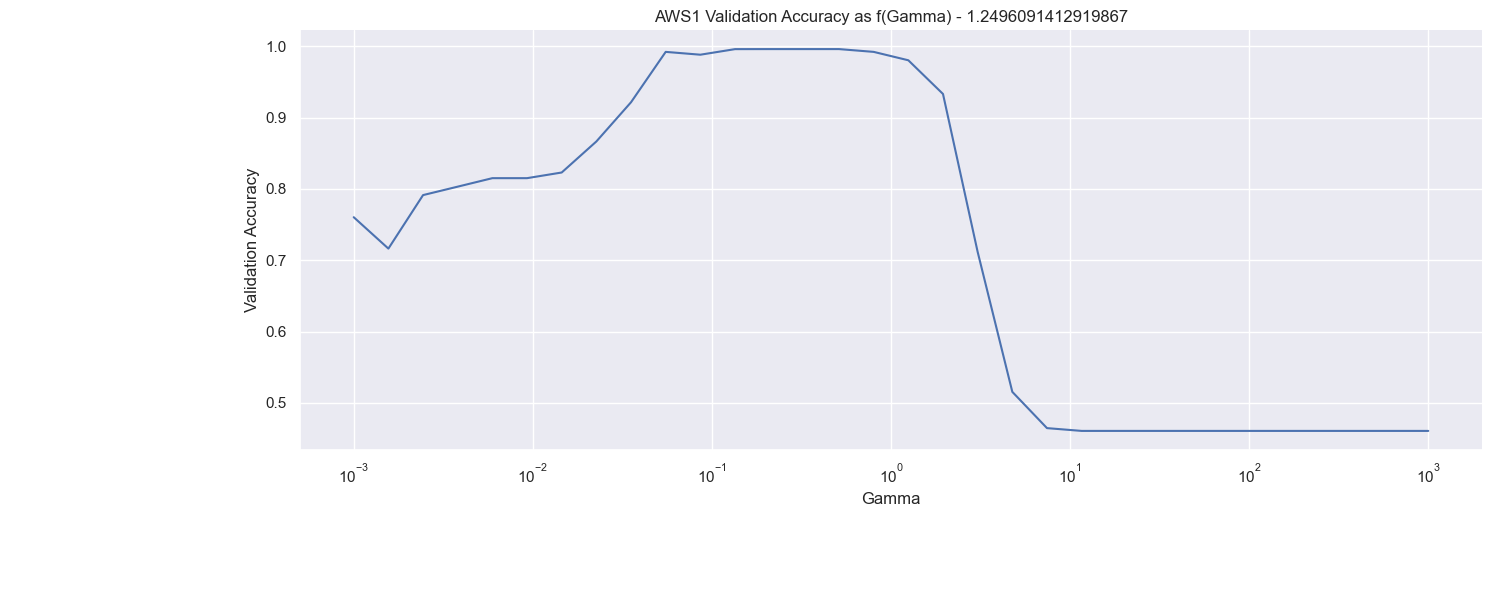 AWS1 Validation Accuracy as f(Gamma) - 1.2496091412919867
1.0
0.9
0.8
0.7
0.6
0.5
Validation Accuracy
10⁻³ 10⁻² 10⁻¹ 10⁰ 10¹ 10² 10³
Gamma